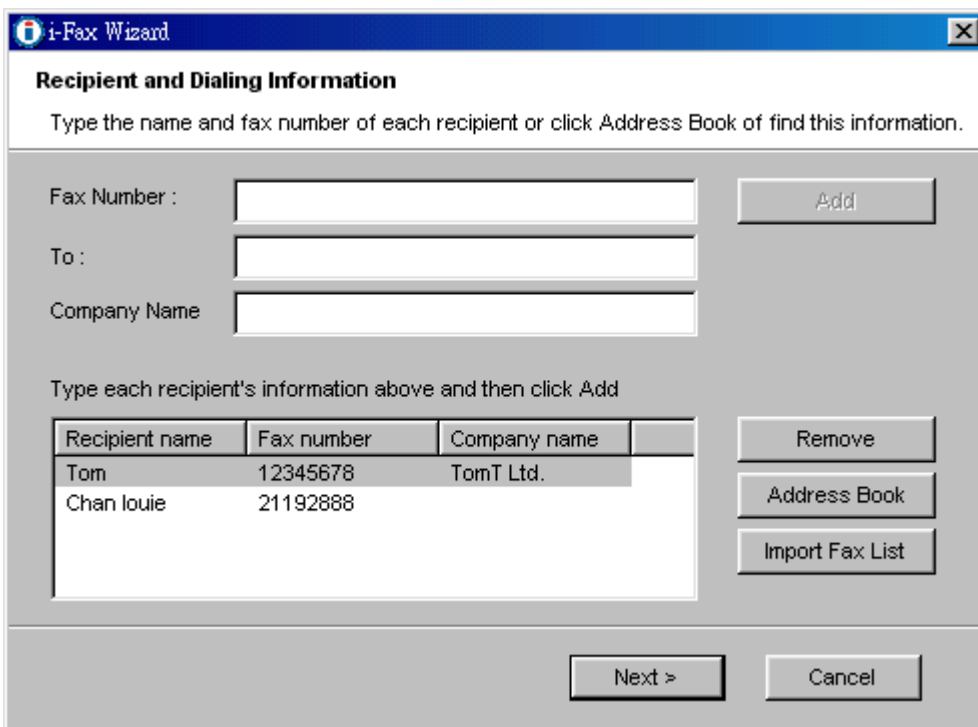 i-Fax Wizard
Recipient and Dialing Information
Type the name and fax number of each recipient or click Address Book of find this information.
Fax Number :
Add
To :
Company Name
Type each recipient's information above and then click Add
Recipient name Fax number Company name
Tom 12345678 TomT Ltd.
Chan louie 21192888
Remove
Address Book
Import Fax List
Next >
Cancel